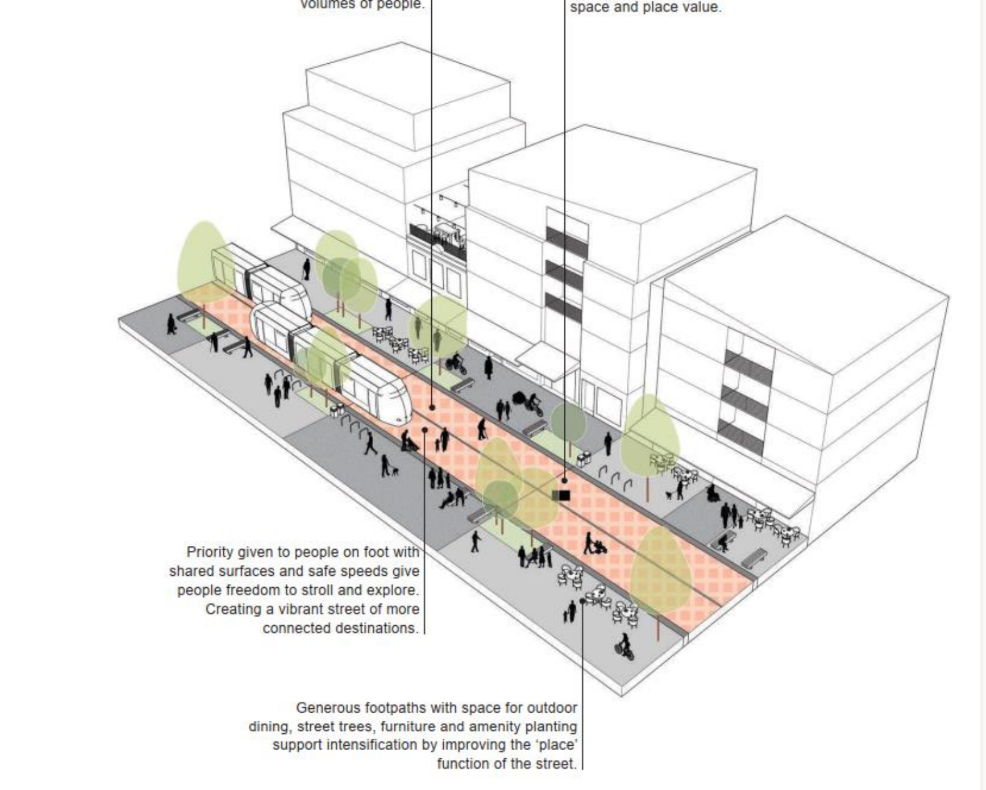 volumes of people.
space and place value.
Priority given to people on foot with
shared surfaces and safe speeds give
people freedom to stroll and explore.
Creating a vibrant street of more
connected destinations.
Generous footpaths with space for outdoor
dining, street trees, furniture and amenity planting
support intensification by improving the ‘place’
function of the street.